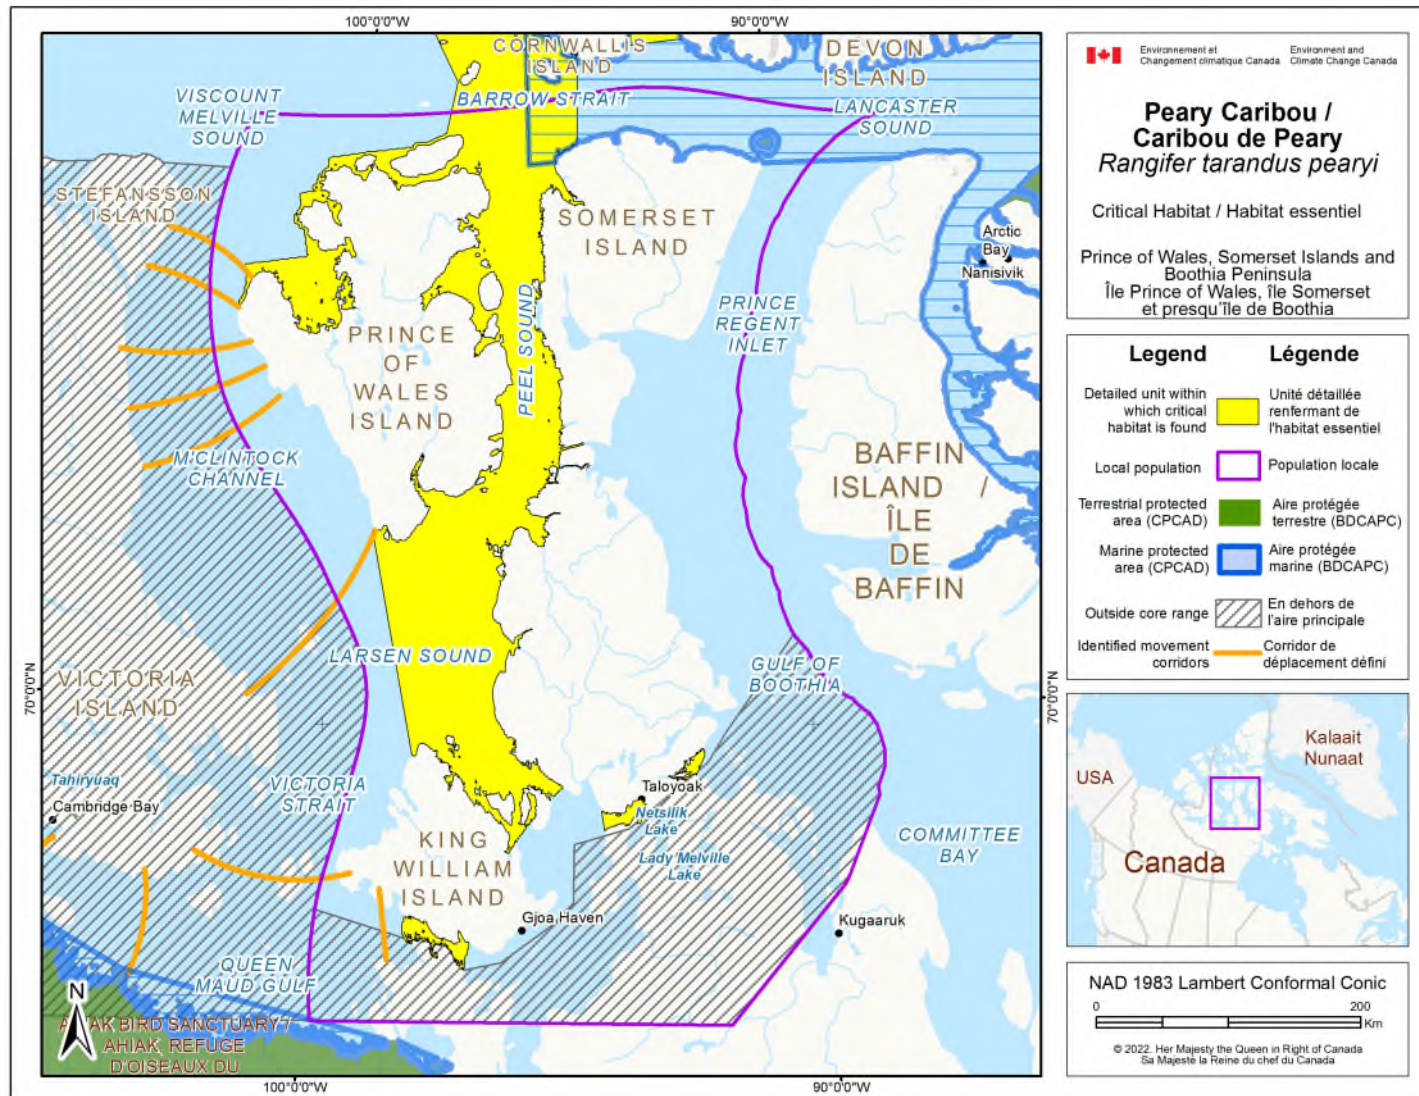 100°0'0"W
90°0'0"W
CORNWALLIS
ISLAND
DEVON
ISLAND
VISCOUNT
MELVILLE
SOUND
BARROW STRAIT
LANCASTER
SOUND
STEFANSSON
ISLAND
SOMERSET
ISLAND
Arctic
Bay
Nanisivik
PRINCE
OF
WALES
ISLAND
PEEL SOUND
PRINCE
REGENT
INLET
M'CLINTOCK
CHANNEL
BAFFIN
ISLAND /
ÎLE
DE
BAFFIN
LARSEN SOUND
GULF OF
BOOTHIA
VICTORIA
ISLAND
70°0'0"N
70°0'0"N
Tahiryuaq
Cambridge Bay
VICTORIA
STRAIT
Taloyoak
Netsilik
Lake
Lady Melville
Lake
COMMITTEE
BAY
KING
WILLIAM
ISLAND
Gjoa Haven
Kugaaruk
QUEEN
MAUD GULF
N
BIRD SANCTUARY /
AHIAK, REFUGE
D'OISEAUX DU
100°0'0"W
90°0'0"W
Environnement et
Changement climatique Canada
Environment and
Climate Change Canada
Peary Caribou /
Caribou de Peary
Rangifer tarandus pearyi
Critical Habitat / Habitat essentiel
Prince of Wales, Somerset Islands and
Boothia Peninsula
Île Prince of Wales, île Somerset
et presqu'île de Boothia
Legend
Légende
Detailed unit within
which critical
habitat is found
Unité détaillée
renfermant de
l'habitat essentiel
Local population
Population locale
Terrestrial protected
area (CPCAD)
Aire protégée
terrestre (BDCAPC)
Marine protected
area (CPCAD)
Aire protégée
marine (BDCAPC)
Outside core range
En dehors de
l'aire principale
Identified movement
corridors
Corridor de
déplacement défini
USA
Kalaait
Nunaat
Canada
NAD 1983 Lambert Conformal Conic
0
200
Km
© 2022. Her Majesty the Queen in Right of Canada
Sa Majesté la Reine du chef du Canada